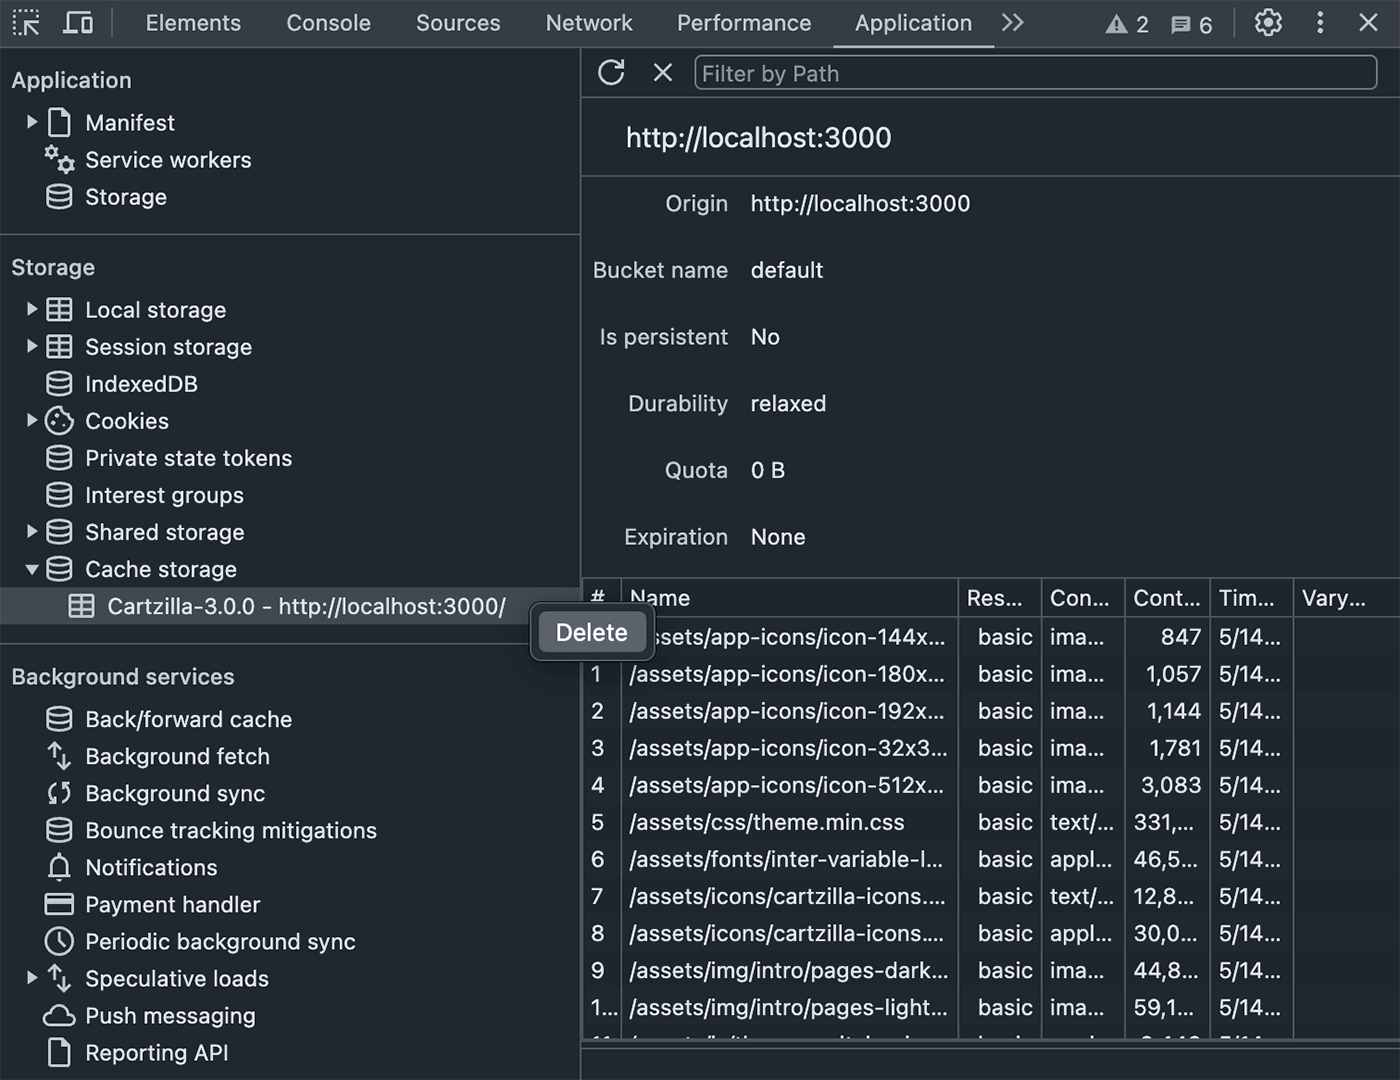 Elements Console Sources Network Performance Application 2 6
Application
Manifest
Service workers
Storage
Storage
Local storage
Session storage
IndexedDB
Cookies
Private state tokens
Interest groups
Shared storage
Cache storage
Cartzilla-3.0.0 - http://localhost:3000/
Delete
Background services
Back/forward cache
Background fetch
Background sync
Bounce tracking mitigations
Notifications
Payment handler
Periodic background sync
Speculative loads
Push messaging
Reporting API
Filter by Path
http://localhost:3000
Origin http://localhost:3000
Bucket name default
Is persistent No
Durability relaxed
Quota 0 B
Expiration None
# Name Res... Con... Cont... Tim... Vary...
ssets/app-icons/icon-144x... basic ima... 847 5/14...
1 /assets/app-icons/icon-180x... basic ima... 1,057 5/14...
2 /assets/app-icons/icon-192x... basic ima... 1,144 5/14...
3 /assets/app-icons/icon-32x3... basic ima... 1,781 5/14...
4 /assets/app-icons/icon-512x... basic ima... 3,083 5/14...
5 /assets/css/theme.min.css basic text/... 331,... 5/14...
6 /assets/fonts/inter-variable-l... basic appl... 46,5... 5/14...
7 /assets/icons/cartzilla-icons.... basic text/... 12,8... 5/14...
8 /assets/icons/cartzilla-icons.... basic appl... 30,0... 5/14...
9 /assets/img/intro/pages-dark... basic ima... 44,8... 5/14...
1... /assets/img/intro/pages-light... basic ima... 59,1... 5/14...